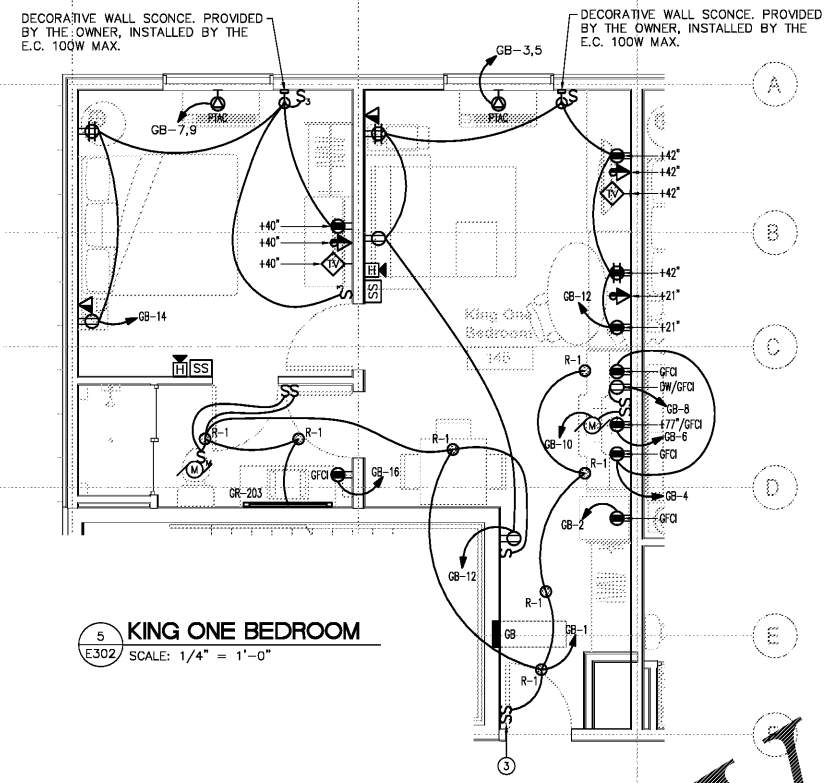 DECORATIVE WALL SCONCE. PROVIDED
BY THE OWNER, INSTALLED BY THE
E.C. 100W MAX.
DECORATIVE WALL SCONCE. PROVIDED
BY THE OWNER, INSTALLED BY THE
E.C. 100W MAX.
GB-3,5
A
S3
S
PTAC
PTAC
GB-7,9
+42"
+42"
TV
+42"
+40"
+40"
+40"
TV
B
H
SS
+42"
GB-12
+21"
+21"
GB-14
King One
Bedroom
145
C
H
SS
R-1
GFCI
DW/GFCI
GB-8
SS
SS
R-1
R-1
R-1
GB-10
M
+77"/GFCI
GB-6
GFCI
M
GFCI
GB-16
R-1
D
GR-203
GB-4
GB-2
GFCI
GB-12
S
R-1
5
E302
KING ONE BEDROOM
SCALE: 1/4" = 1'-0"
GB
GB-1
E
R-1
3